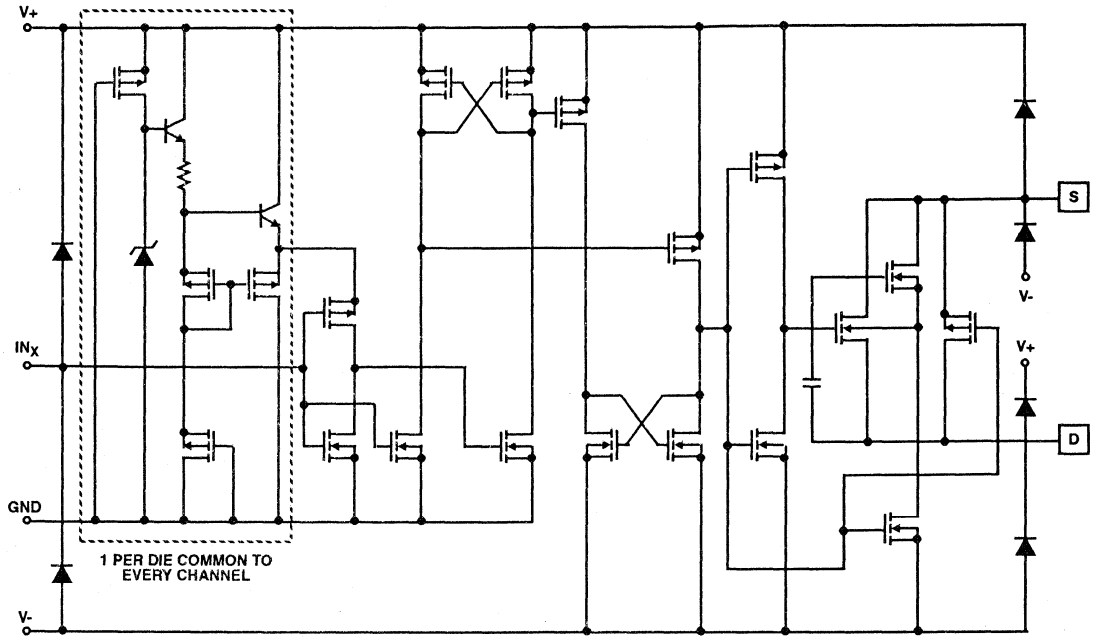 V+
S
V-
V+
INX
D
GND
1 PER DIE COMMON TO
EVERY CHANNEL
V-